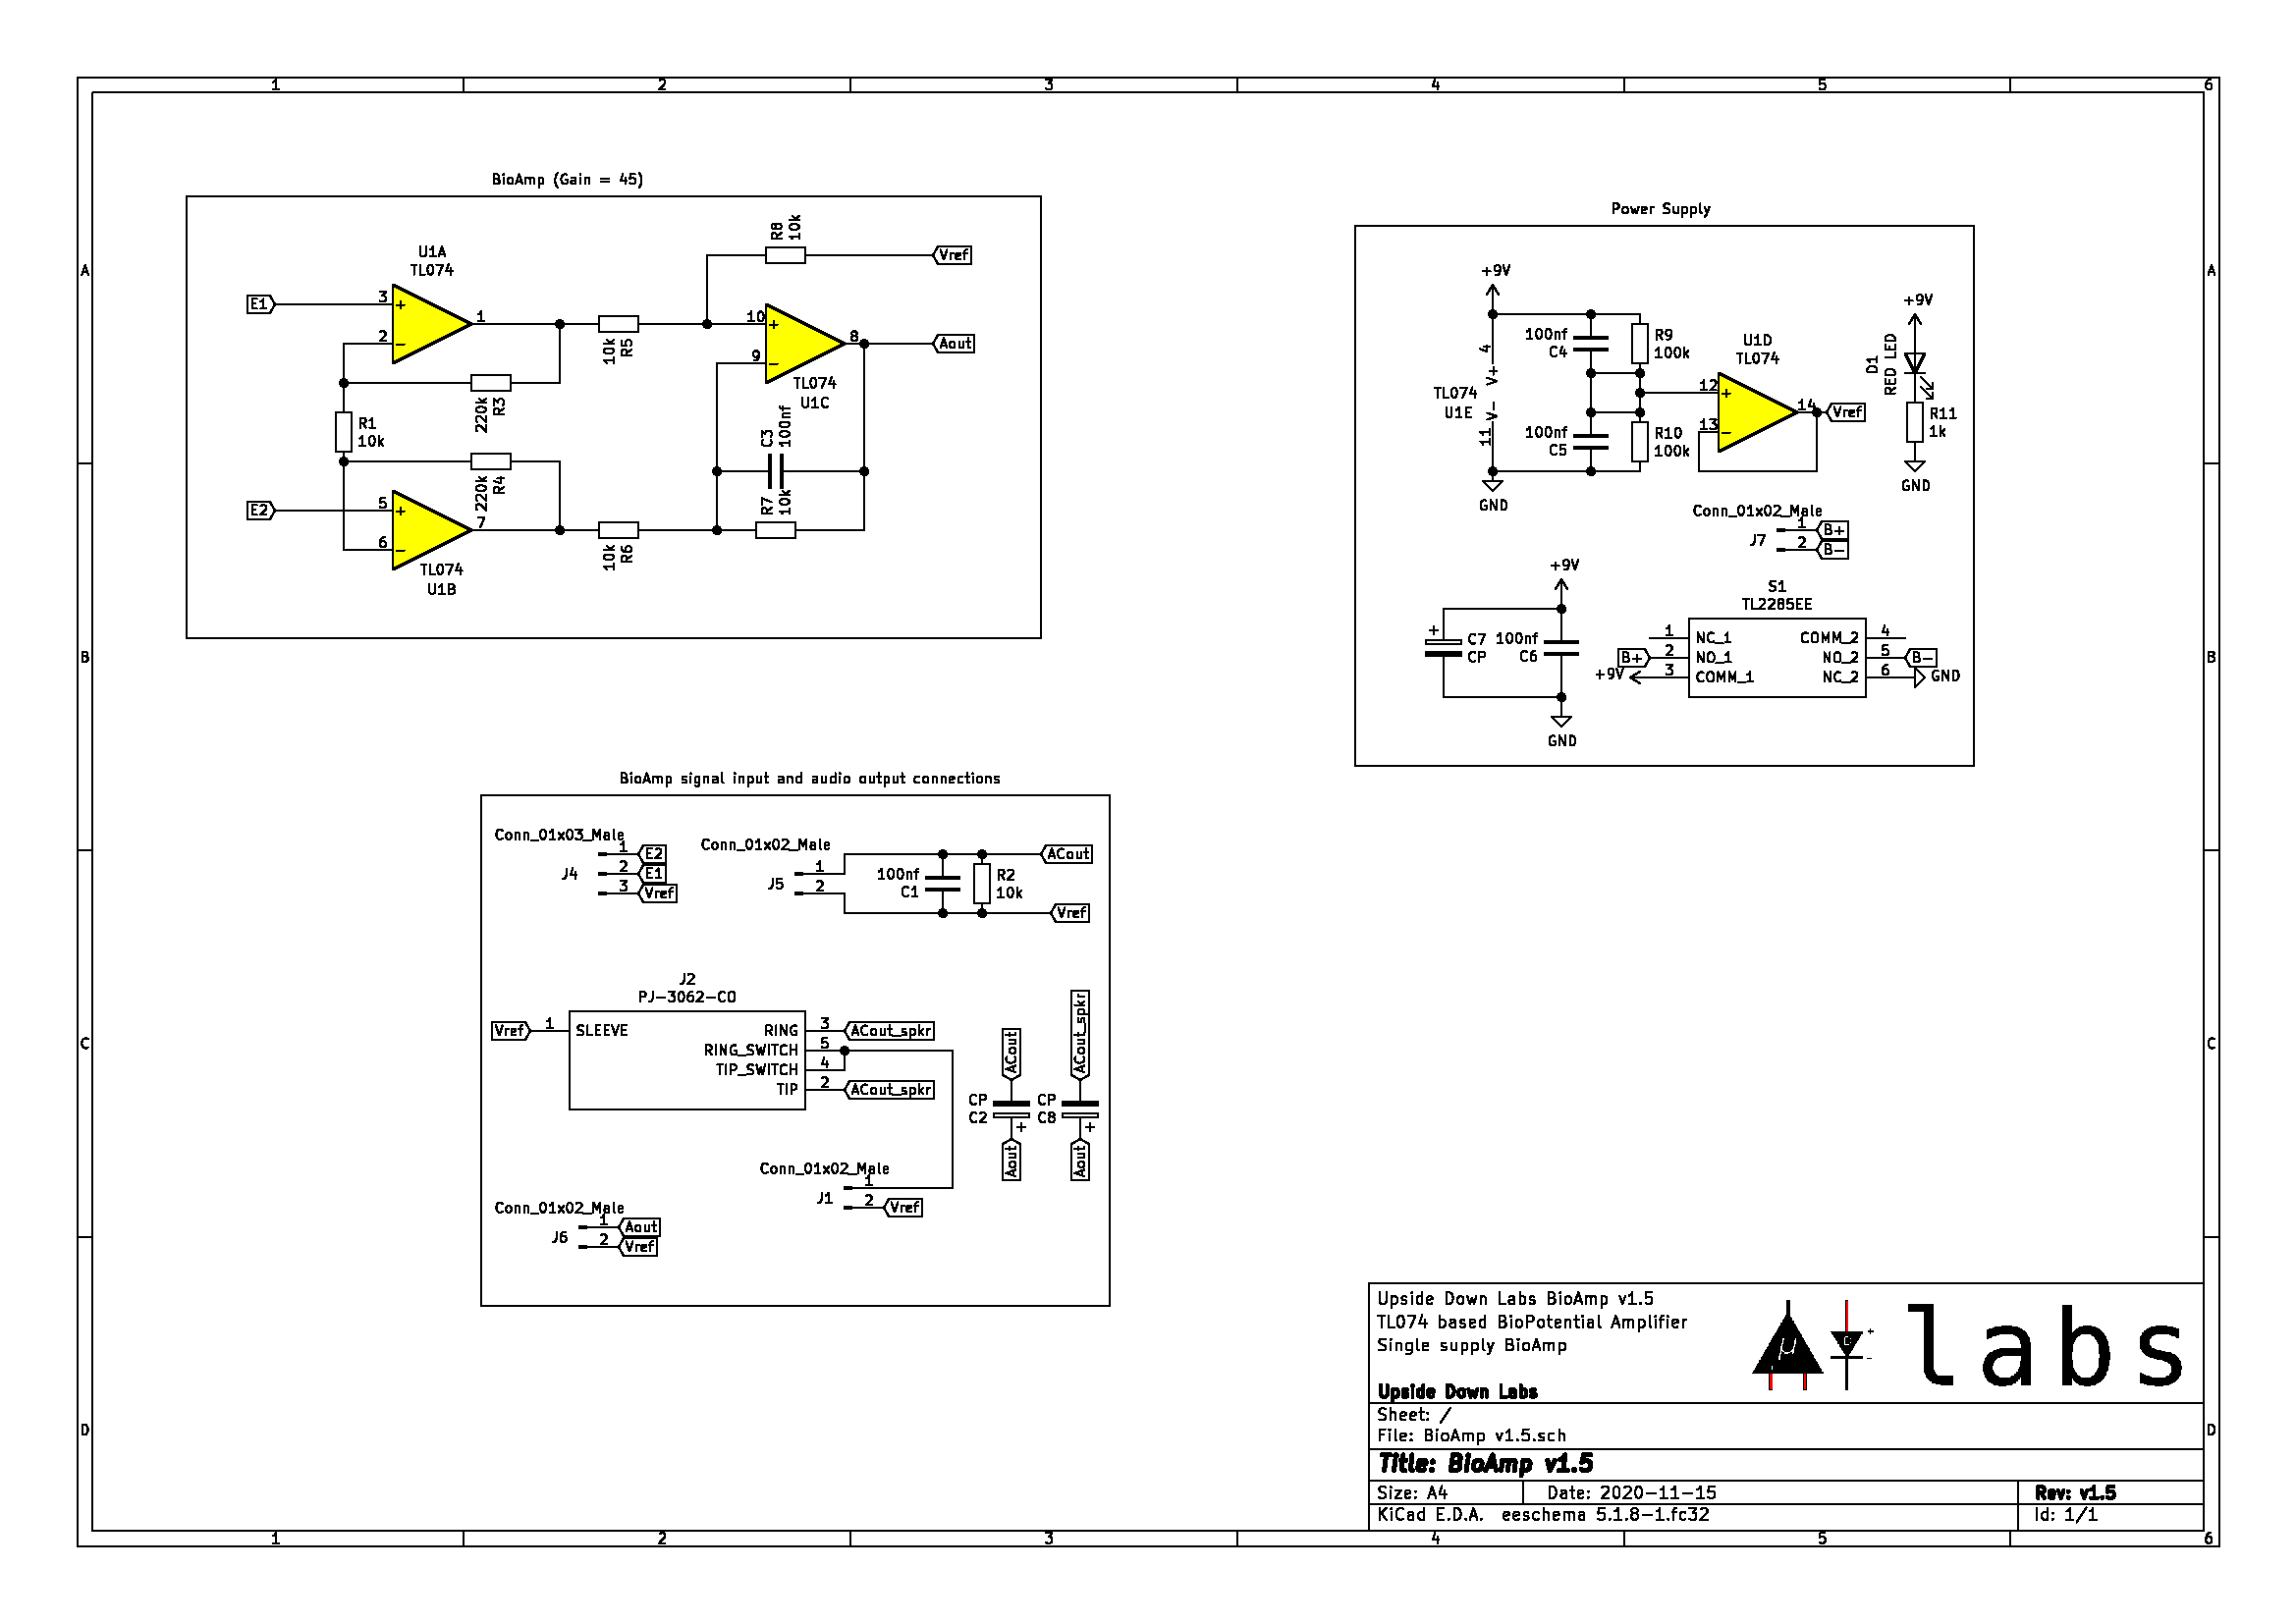 1 2 3 4 5 6
A
B
C
D
A
B
C
D
1 2 3 4 5 6
BioAmp (Gain = 45)
U1A
TL074
E1
3
2
1
R1
10k
220k
R3
220k
R4
E2
5
6
7
TL074
U1B
10k
R5
10k
R6
R8
10k
Vref
10
9
8
Aout
TL074
U1C
C3
100nf
R7
10k
Power Supply
+9V
TL074
U1E
4
V+
V-
11
GND
100nf
C4
R9
100k
100nf
C5
R10
100k
U1D
TL074
12
13
14
Vref
+9V
D1
RED LED
R11
1k
GND
Conn_01x02_Male
J7
1 B+
2 B-
+9V
+
C7
CP
100nf
C6
GND
S1
TL2285EE
1 NC_1 COMM_2 4
B+ 2 NO_1 NO_2 5 B-
+9V 3 COMM_1 NC_2 6 GND
BioAmp signal input and audio output connections
Conn_01x03_Male
J4
1 E2
2 E1
3 Vref
Conn_01x02_Male
J5
1
2
100nf
C1
R2
10k
ACout
Vref
J2
PJ-3062-CO
Vref 1 SLEEVE
RING 3 ACout_spkr
RING_SWITCH 5
TIP_SWITCH 4
TIP 2 ACout_spkr
ACout
CP
C2
+
Aout
ACout_spkr
CP
C8
+
Aout
Conn_01x02_Male
J1
1
2 Vref
Conn_01x02_Male
J6
1 Aout
2 Vref
Upside Down Labs BioAmp v1.5
TL074 based BioPotential Amplifier
Single supply BioAmp
Upside Down Labs
μ
+
-
labs
Sheet: /
File: BioAmp v1.5.sch
Title: BioAmp v1.5
Size: A4 Date: 2020-11-15 Rev: v1.5
KiCad E.D.A. eeschema 5.1.8-1.fc32 Id: 1/1